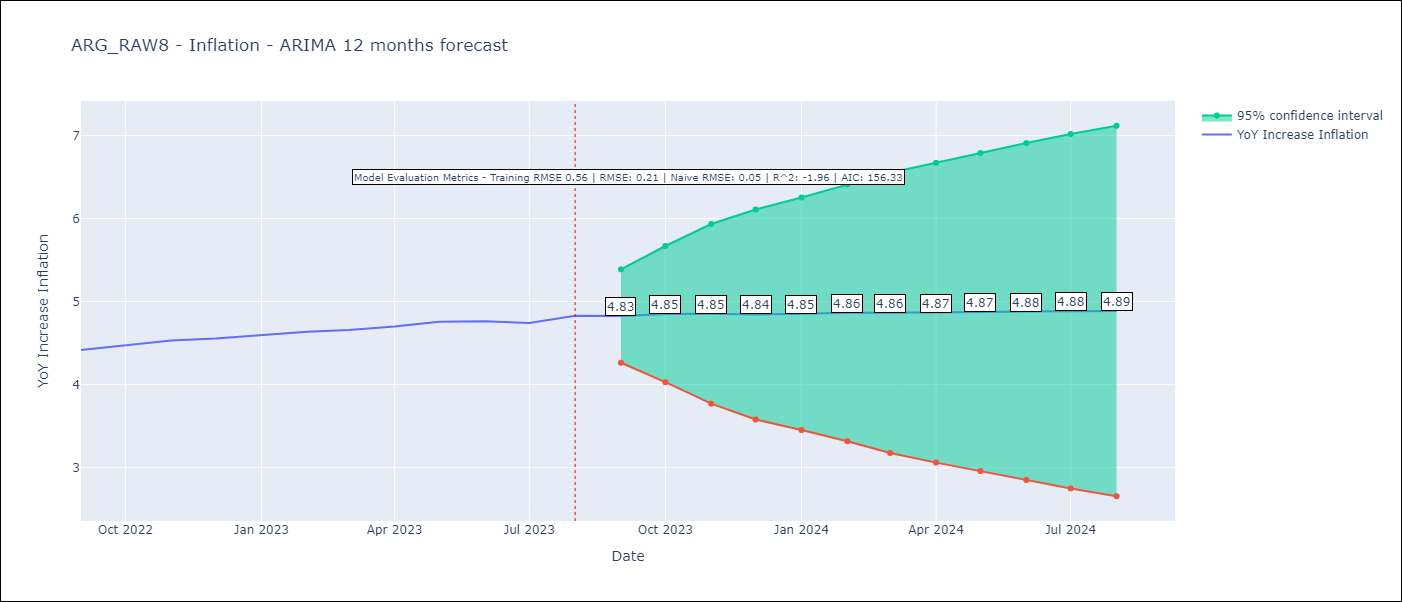 ARG_RAW8 - Inflation - ARIMA 12 months forecast
95% confidence interval
YoY Increase Inflation
7
6
5
4
3
YoY Increase Inflation
Model Evaluation Metrics - Training RMSE 0.56 | RMSE: 0.21 | Naive RMSE: 0.05 | R^2: -1.96 | AIC: 156.33
4.83 4.85 4.85 4.84 4.85 4.86 4.86 4.87 4.87 4.88 4.88 4.89
Oct 2022 Jan 2023 Apr 2023 Jul 2023 Oct 2023 Jan 2024 Apr 2024 Jul 2024
Date